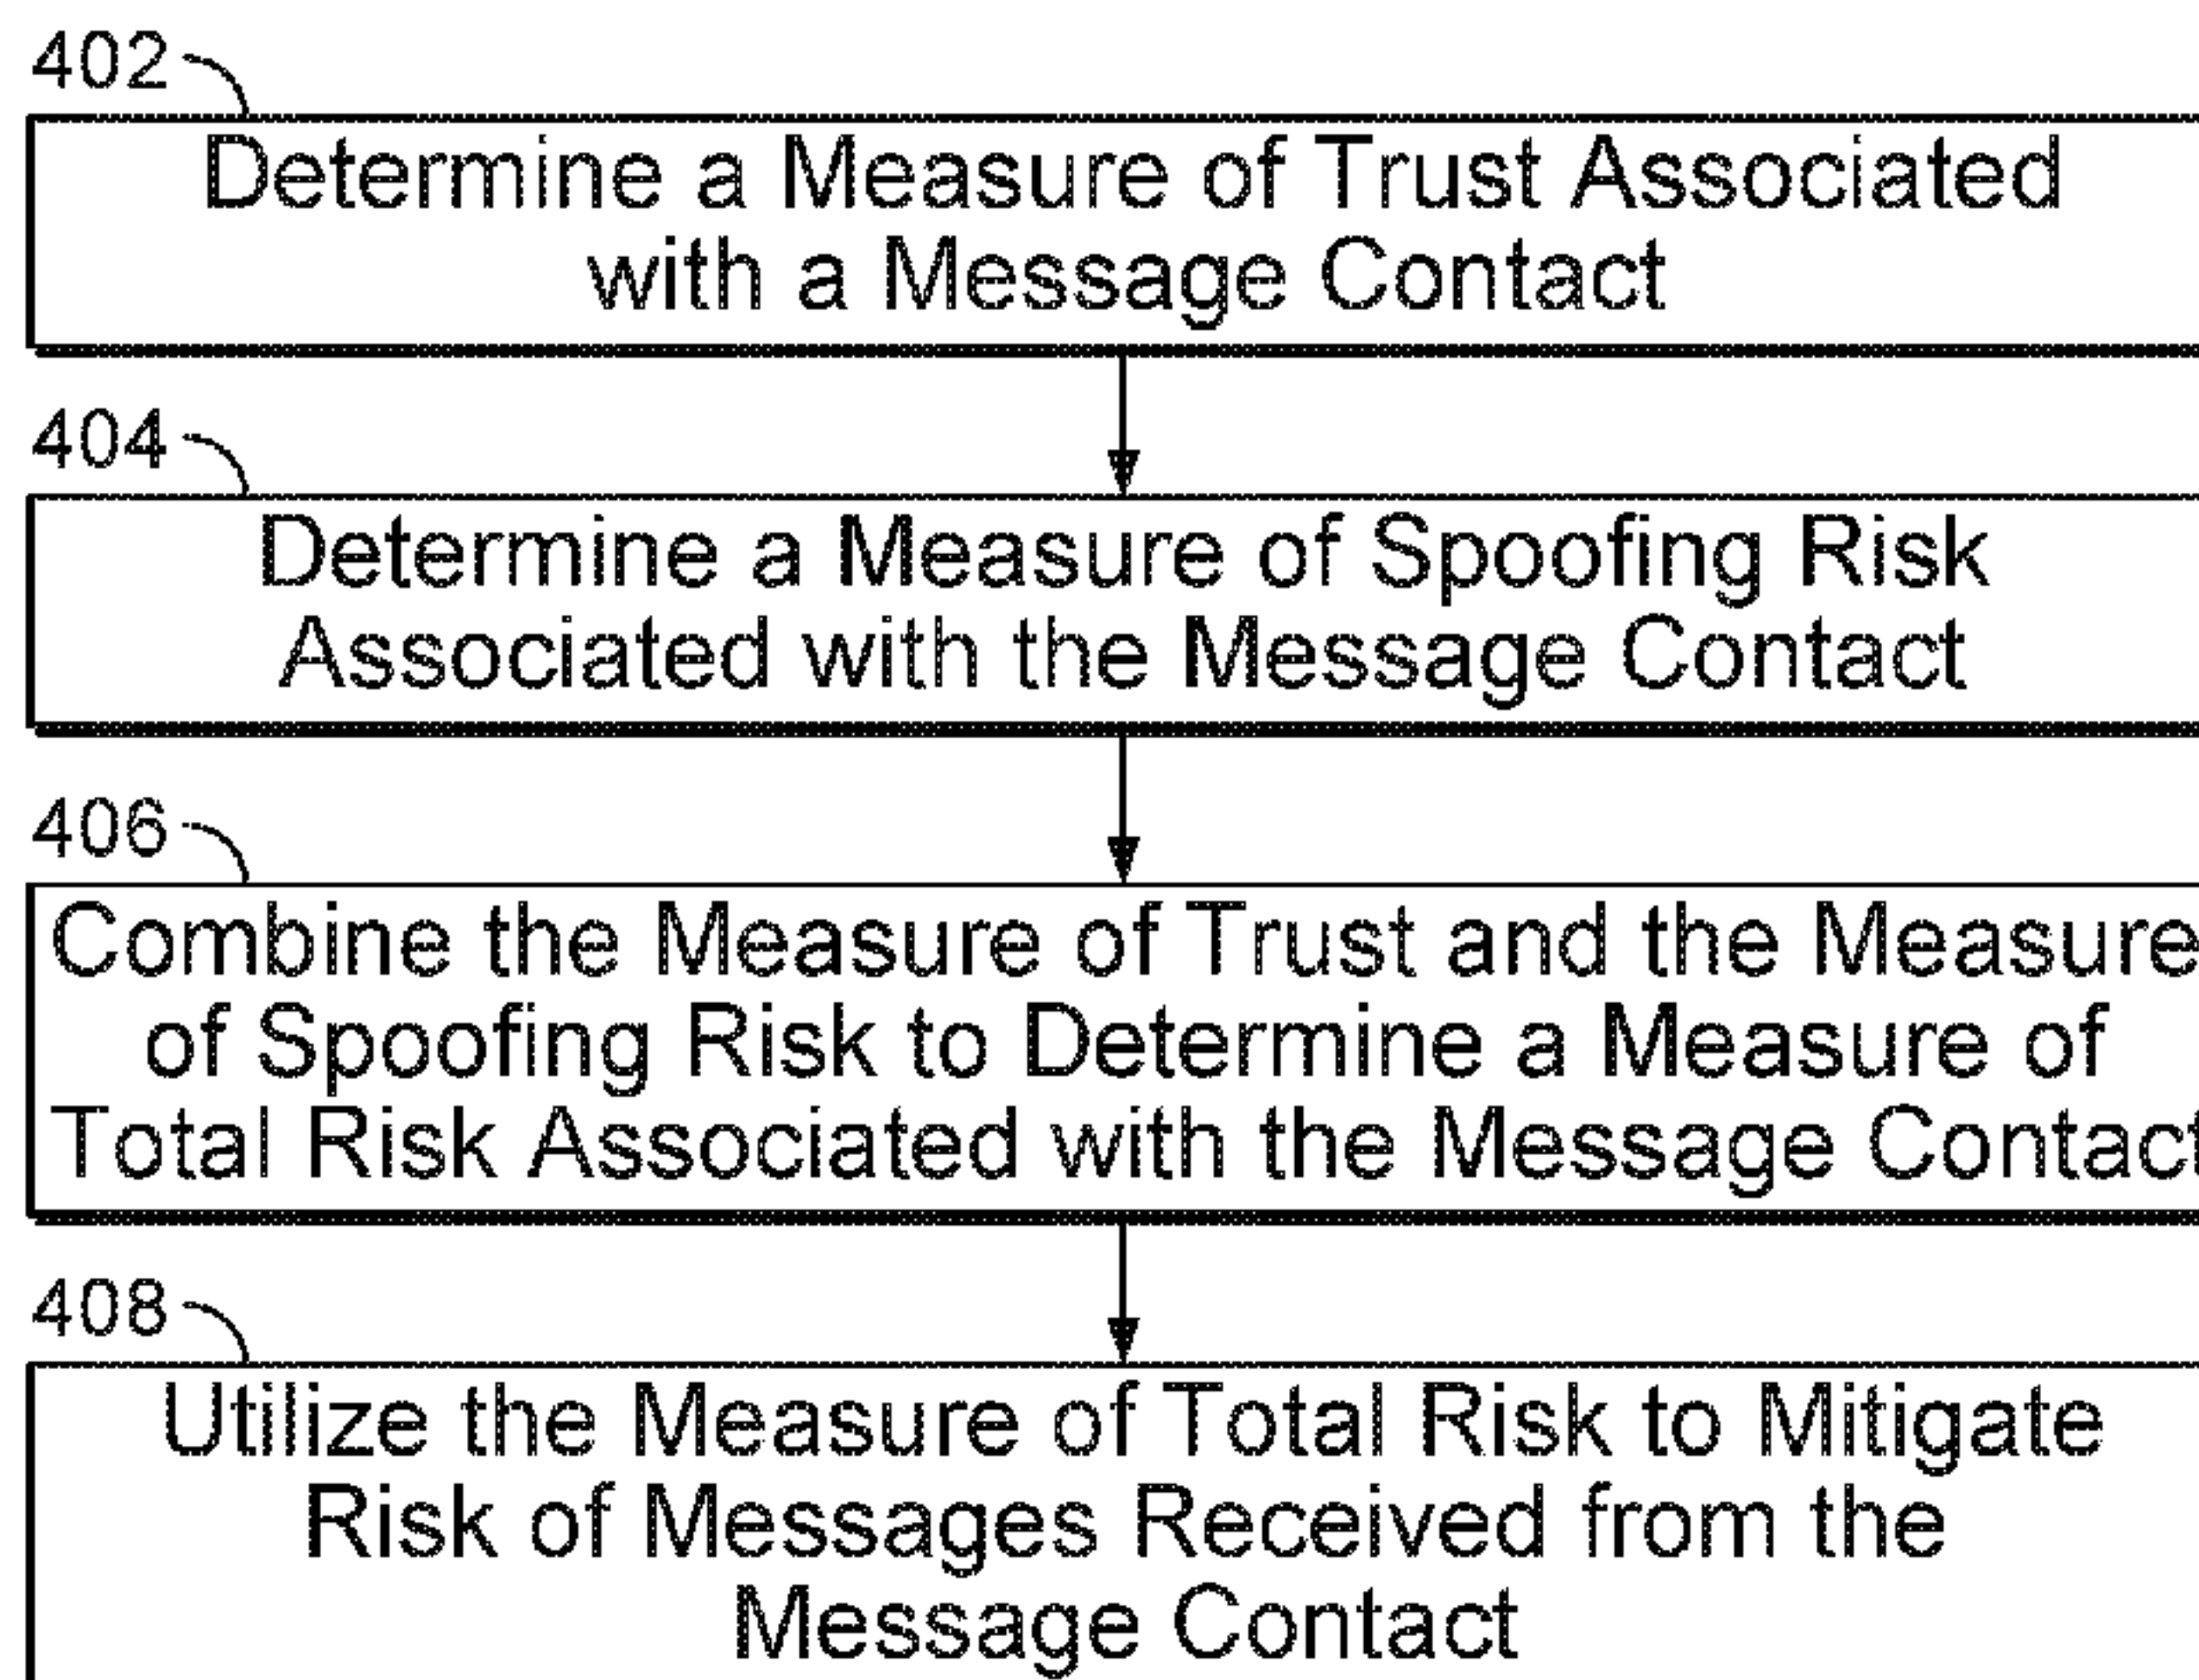 402
Determine a Measure of Trust Associated
with a Message Contact
404
Determine a Measure of Spoofing Risk
Associated with the Message Contact
406
Combine the Measure of Trust and the Measure
of Spoofing Risk to Determine a Measure of
Total Risk Associated with the Message Contact
408
Utilize the Measure of Total Risk to Mitigate
Risk of Messages Received from the
Message Contact